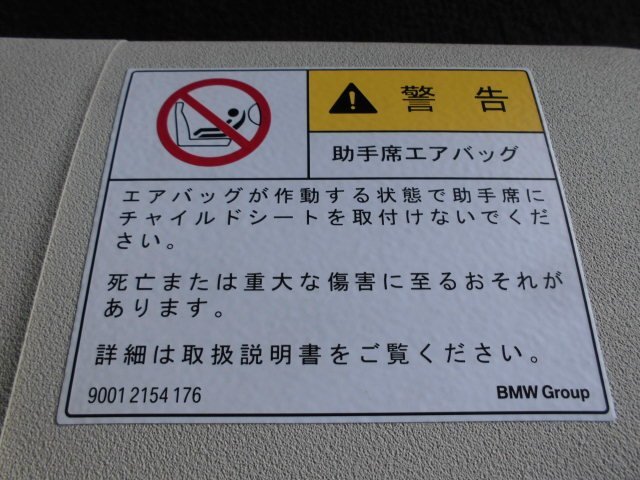 警告
助手席エアバッグ
エアバッグが作動する状態で助手席に
チャイルドシートを取付けないでくだ
さい。
死亡または重大な傷害に至るおそれが
あります。
詳細は取扱説明書をご覧ください。
9001 2154 176
BMW Group